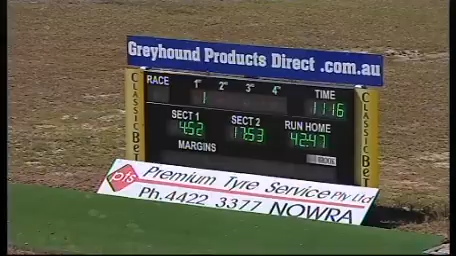 Greyhound Products Direct .com.au
RACE 1st 2nd 3rd 4th TIME
1 11:16
SECT 1 SECT 2 RUN HOME
4.52 17.53 42.47
MARGINS
CLASSIC BET
CLASSIC BET
pts Premium Tyre Service Pty Ltd
Ph.4422 3377 NOWRA